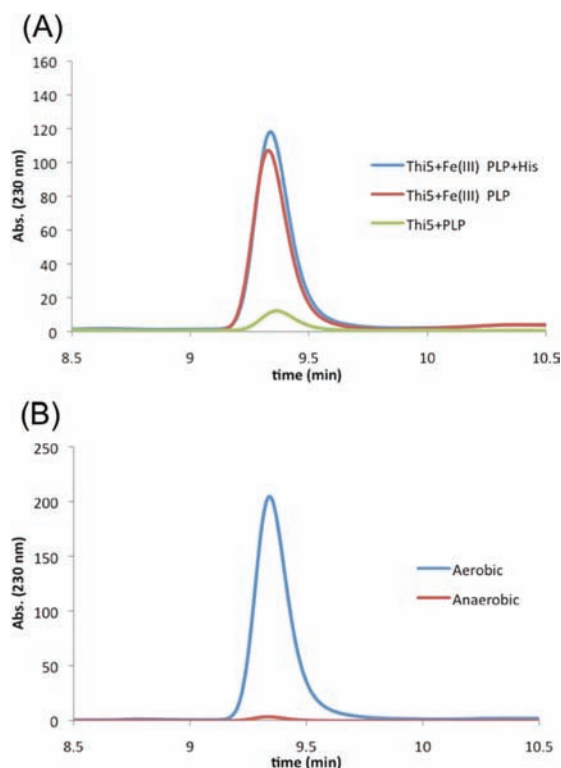 (A)
160
140
120
100
80
60
40
20
0
Abs. (230 nm)
Thi5+Fe(III) PLP+His
Thi5+Fe(III) PLP
Thi5+PLP
8.5 9 9.5 10 10.5
time (min)
(B)
250
200
150
100
50
0
Abs. (230 nm)
Aerobic
Anaerobic
8.5 9 9.5 10 10.5
time (min)